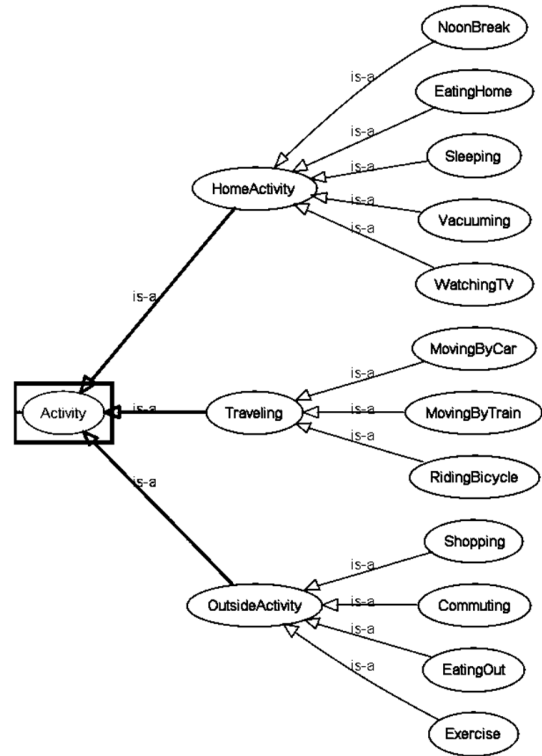 NoonBreak
is-a
EatingHome
is-a
Sleeping
is-a
HomeActivity
is-a
Vacuuming
is-a
WatchingTV
is-a
MovingByCar
is-a
Activity
is-a
Traveling
is-a
MovingByTrain
is-a
RidingBicycle
is-a
Shopping
is-a
OutsideActivity
is-a
Commuting
is-a
EatingOut
is-a
Exercise